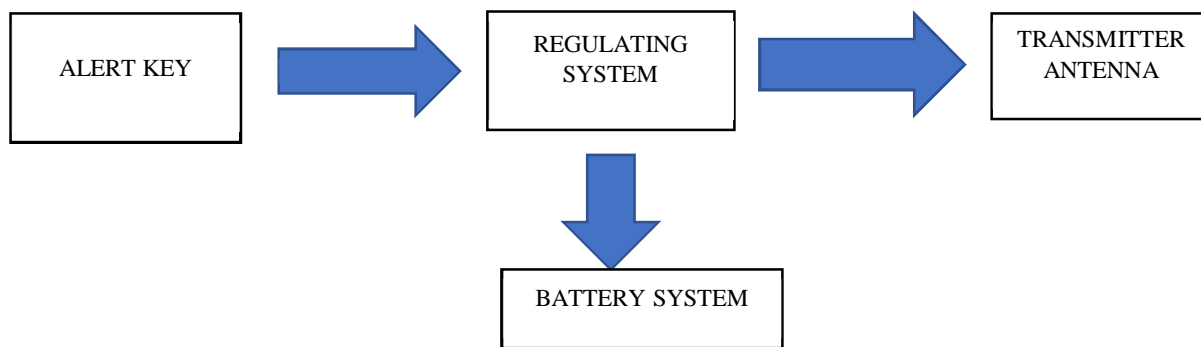 ALERT KEY
REGULATING
SYSTEM
TRANSMITTER
ANTENNA
BATTERY SYSTEM